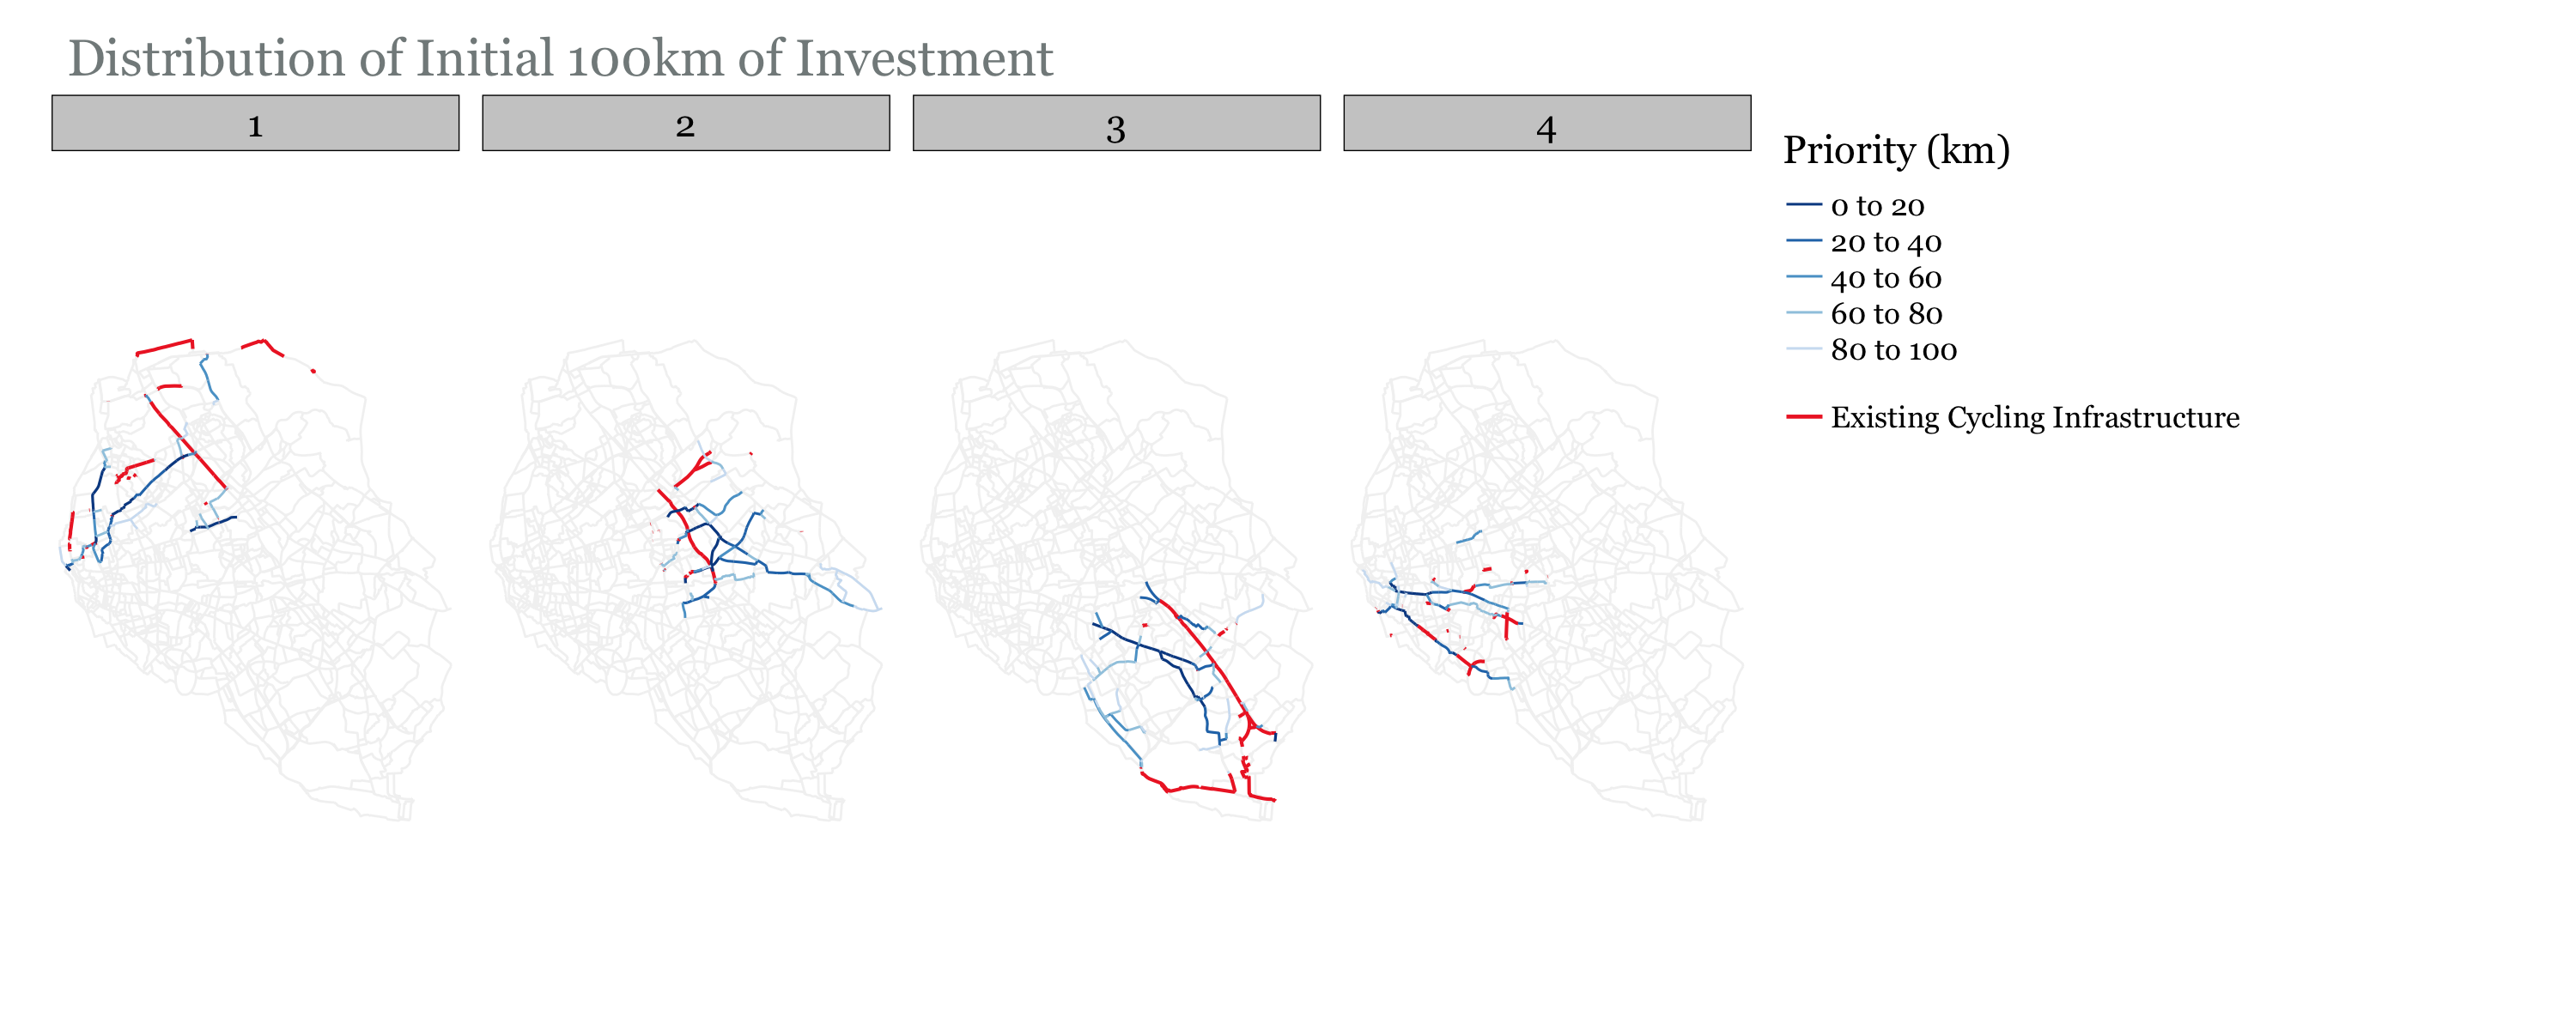 Distribution of Initial 100km of Investment
1
2
3
4
Priority (km)
0 to 20
20 to 40
40 to 60
60 to 80
80 to 100
Existing Cycling Infrastructure